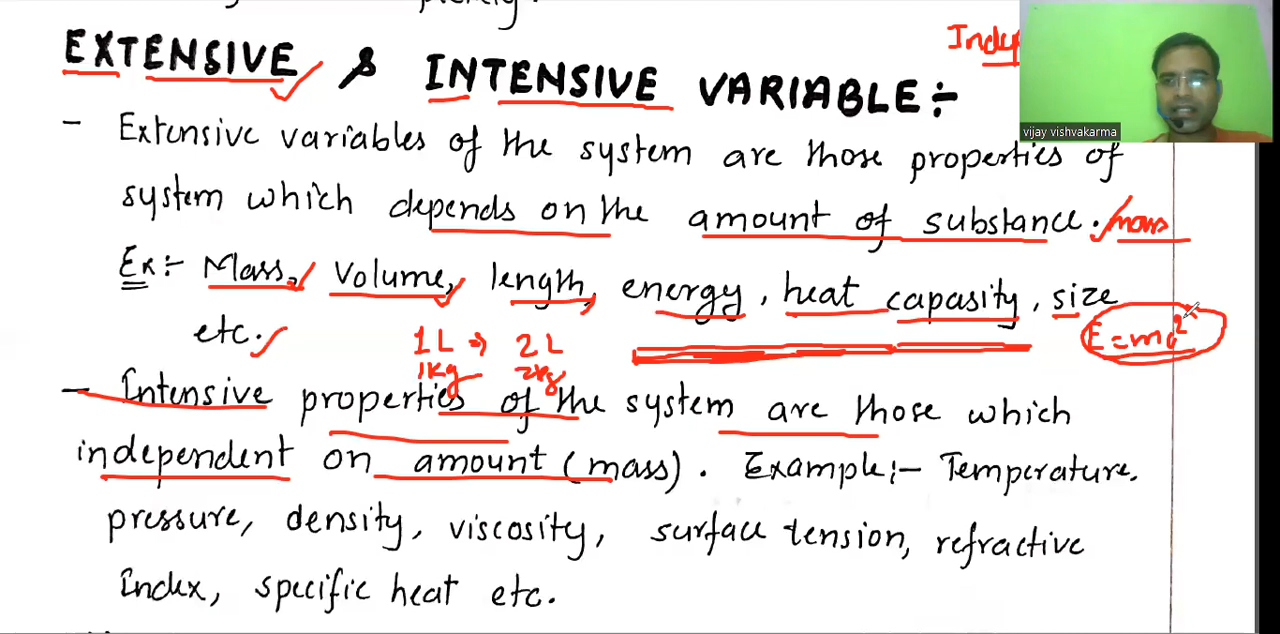 EXTENSIVE & INTENSIVE VARIABLE :-
vijay vishvakarma
- Extensive variables of the system are those properties of
system which depends on the amount of substance. / mass
Ex :- Mass, Volume, length, energy, heat capasity, size
etc.
1L → 2L
1kg 2kg
E=mc²
- Intensive properties of the system are those which
independent on amount (mass). Example :- Temperature.
pressure, density, viscosity, surface tension, refractive
Index, specific heat etc.